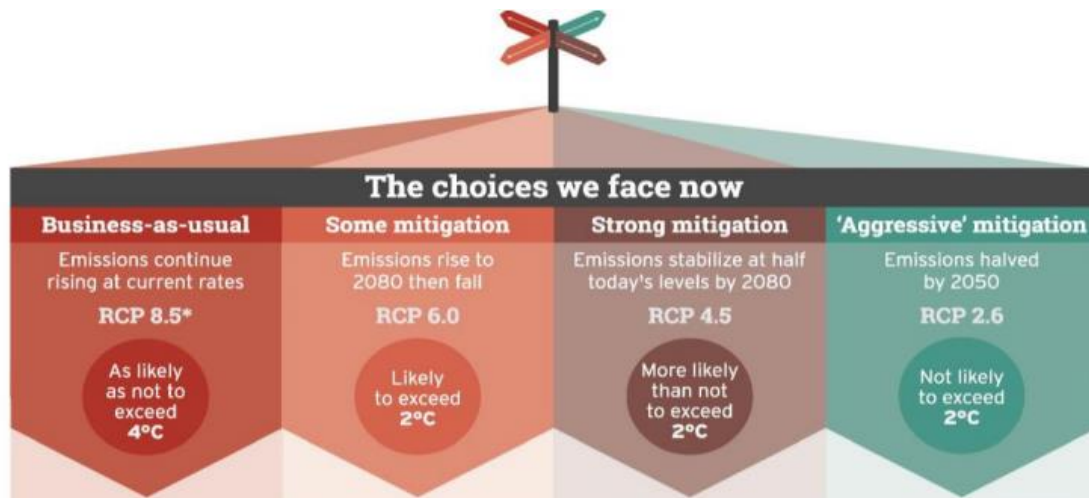 The choices we face now
Business-as-usual
Emissions continue
rising at current rates
RCP 8.5*
As likely
as not to
exceed
4°C
Some mitigation
Emissions rise to
2080 then fall
RCP 6.0
Likely
to exceed
2°C
Strong mitigation
Emissions stabilize at half
today's levels by 2080
RCP 4.5
More likely
than not
to exceed
2°C
'Aggressive' mitigation
Emissions halved
by 2050
RCP 2.6
Not likely
to exceed
2°C